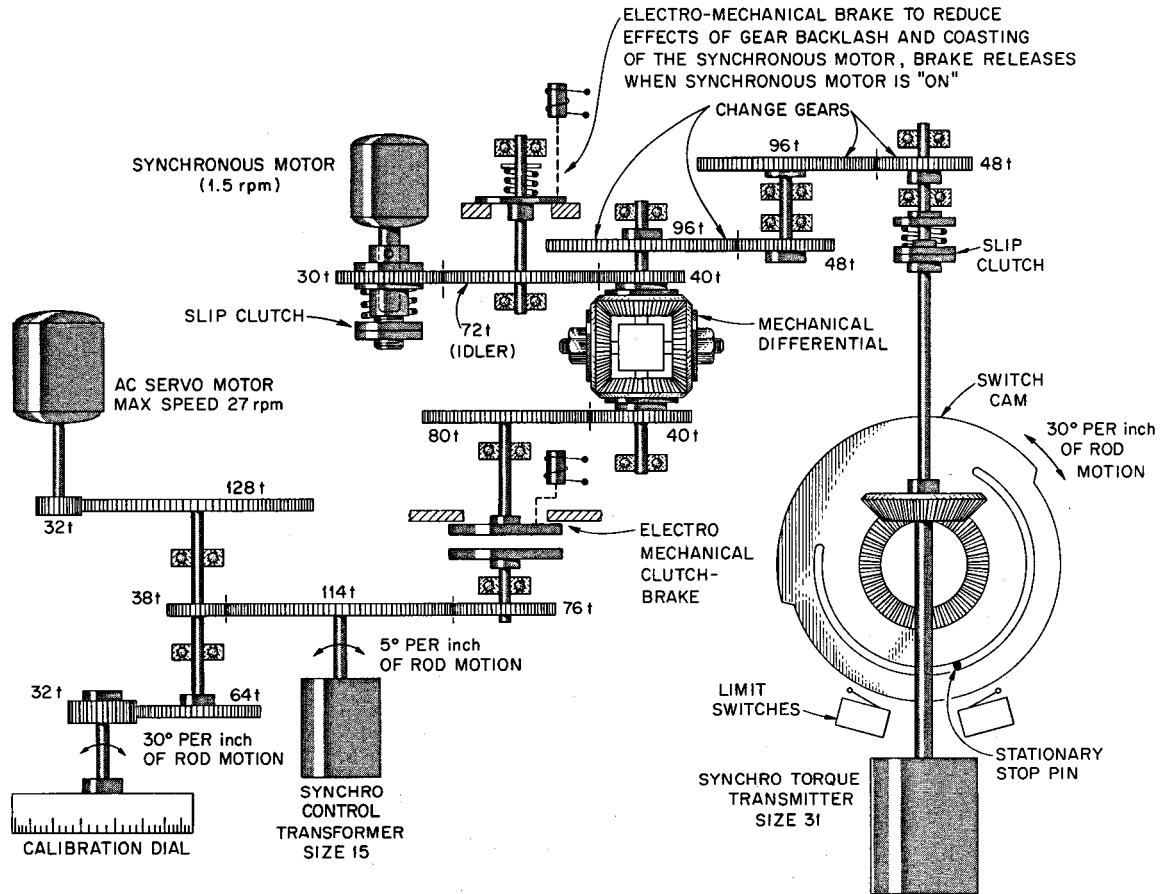 ELECTRO-MECHANICAL BRAKE TO REDUCE
EFFECTS OF GEAR BACKLASH AND COASTING
OF THE SYNCHRONOUS MOTOR, BRAKE RELEASES
WHEN SYNCHRONOUS MOTOR IS "ON"
CHANGE GEARS
SYNCHRONOUS MOTOR
(1.5 rpm)
96t
48t
96t
48t
SLIP
CLUTCH
30t
40t
SLIP CLUTCH
72t
(IDLER)
MECHANICAL
DIFFERENTIAL
AC SERVO MOTOR
MAX SPEED 27 rpm
SWITCH
CAM
30° PER inch
OF ROD
MOTION
80t
40t
128t
32t
ELECTRO
MECHANICAL
CLUTCH-
BRAKE
38t
114t
76t
5° PER inch
OF ROD MOTION
32t
64t
30° PER inch
OF ROD MOTION
LIMIT
SWITCHES
STATIONARY
STOP PIN
SYNCHRO
CONTROL
TRANSFORMER
SIZE 15
SYNCHRO TORQUE
TRANSMITTER
SIZE 31
CALIBRATION DIAL